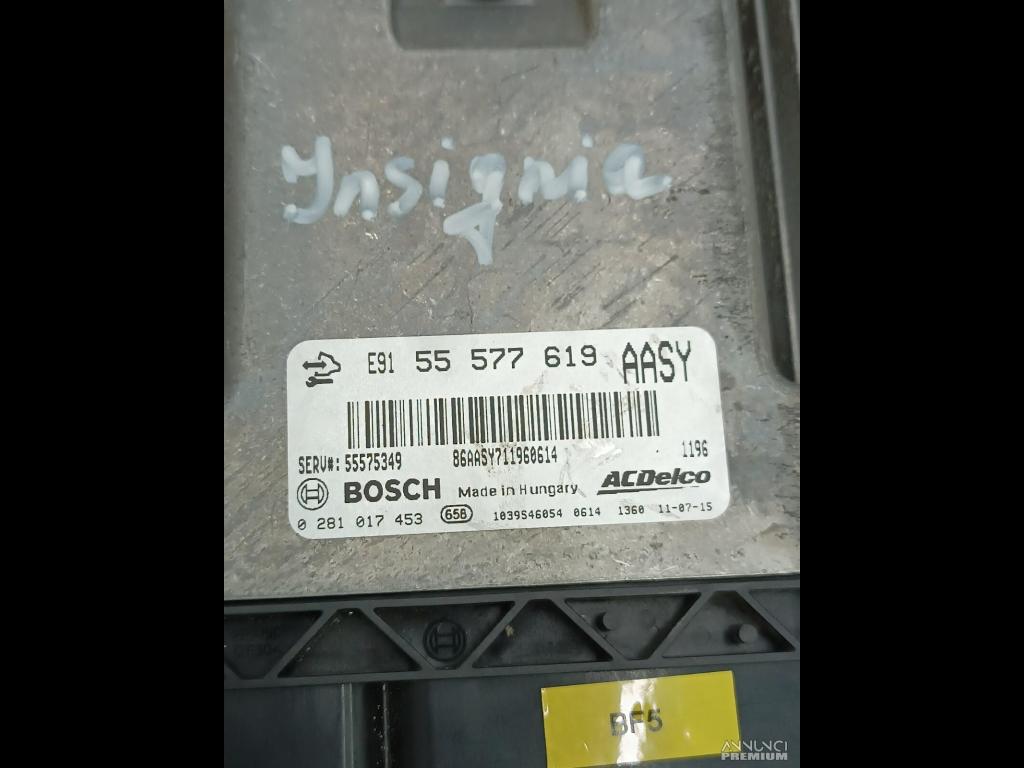 Insignia
A
E91 55 577 619 AASY
SERV#: 55575349 86AASY711960614 1196
BOSCH Made in Hungary ACDelco
0 281 017 453 65B 1039S46054 0614 1360 11-07-15
BF5
ANNUNCI
PREMIUM